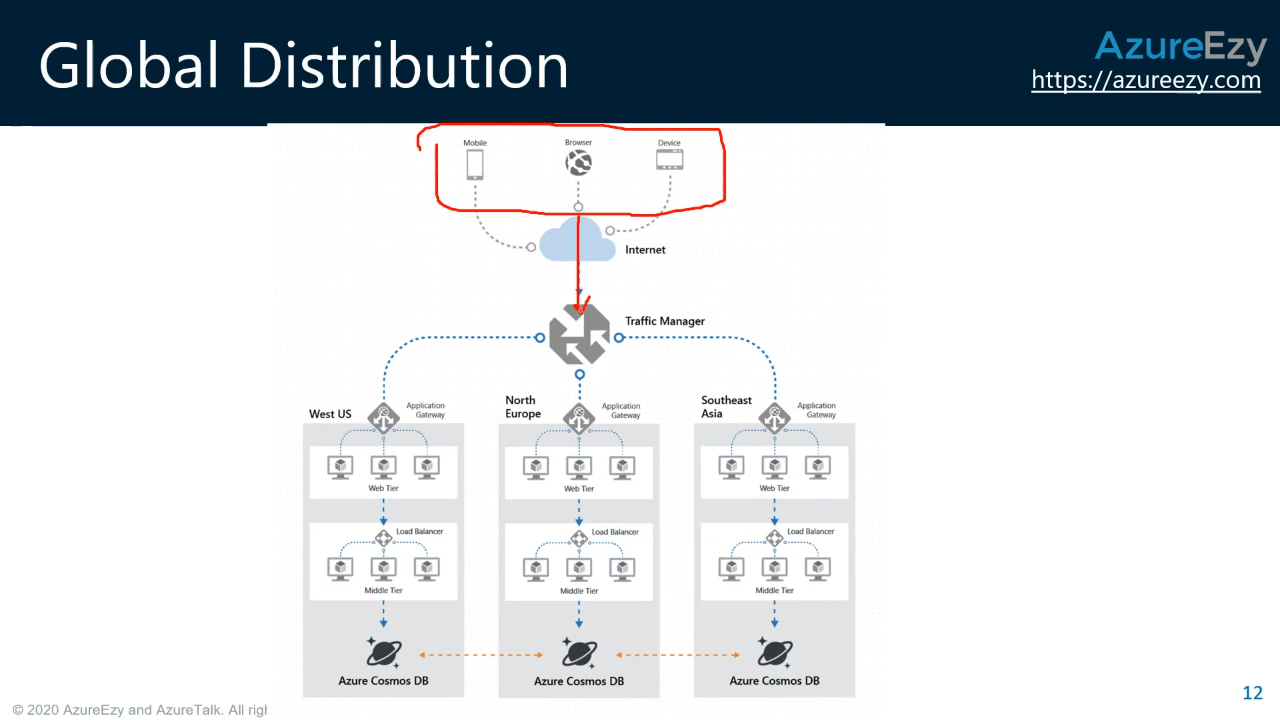 Global Distribution
AzureEzy
https://azureezy.com
Mobile
Browser
Device
Internet
Traffic Manager
West US
Application
Gateway
North
Europe
Application
Gateway
Southeast
Asia
Application
Gateway
Web Tier
Web Tier
Web Tier
Load Balancer
Load Balancer
Load Balancer
Middle Tier
Middle Tier
Middle Tier
Azure Cosmos DB
Azure Cosmos DB
Azure Cosmos DB
© 2020 AzureEzy and AzureTalk. All
12